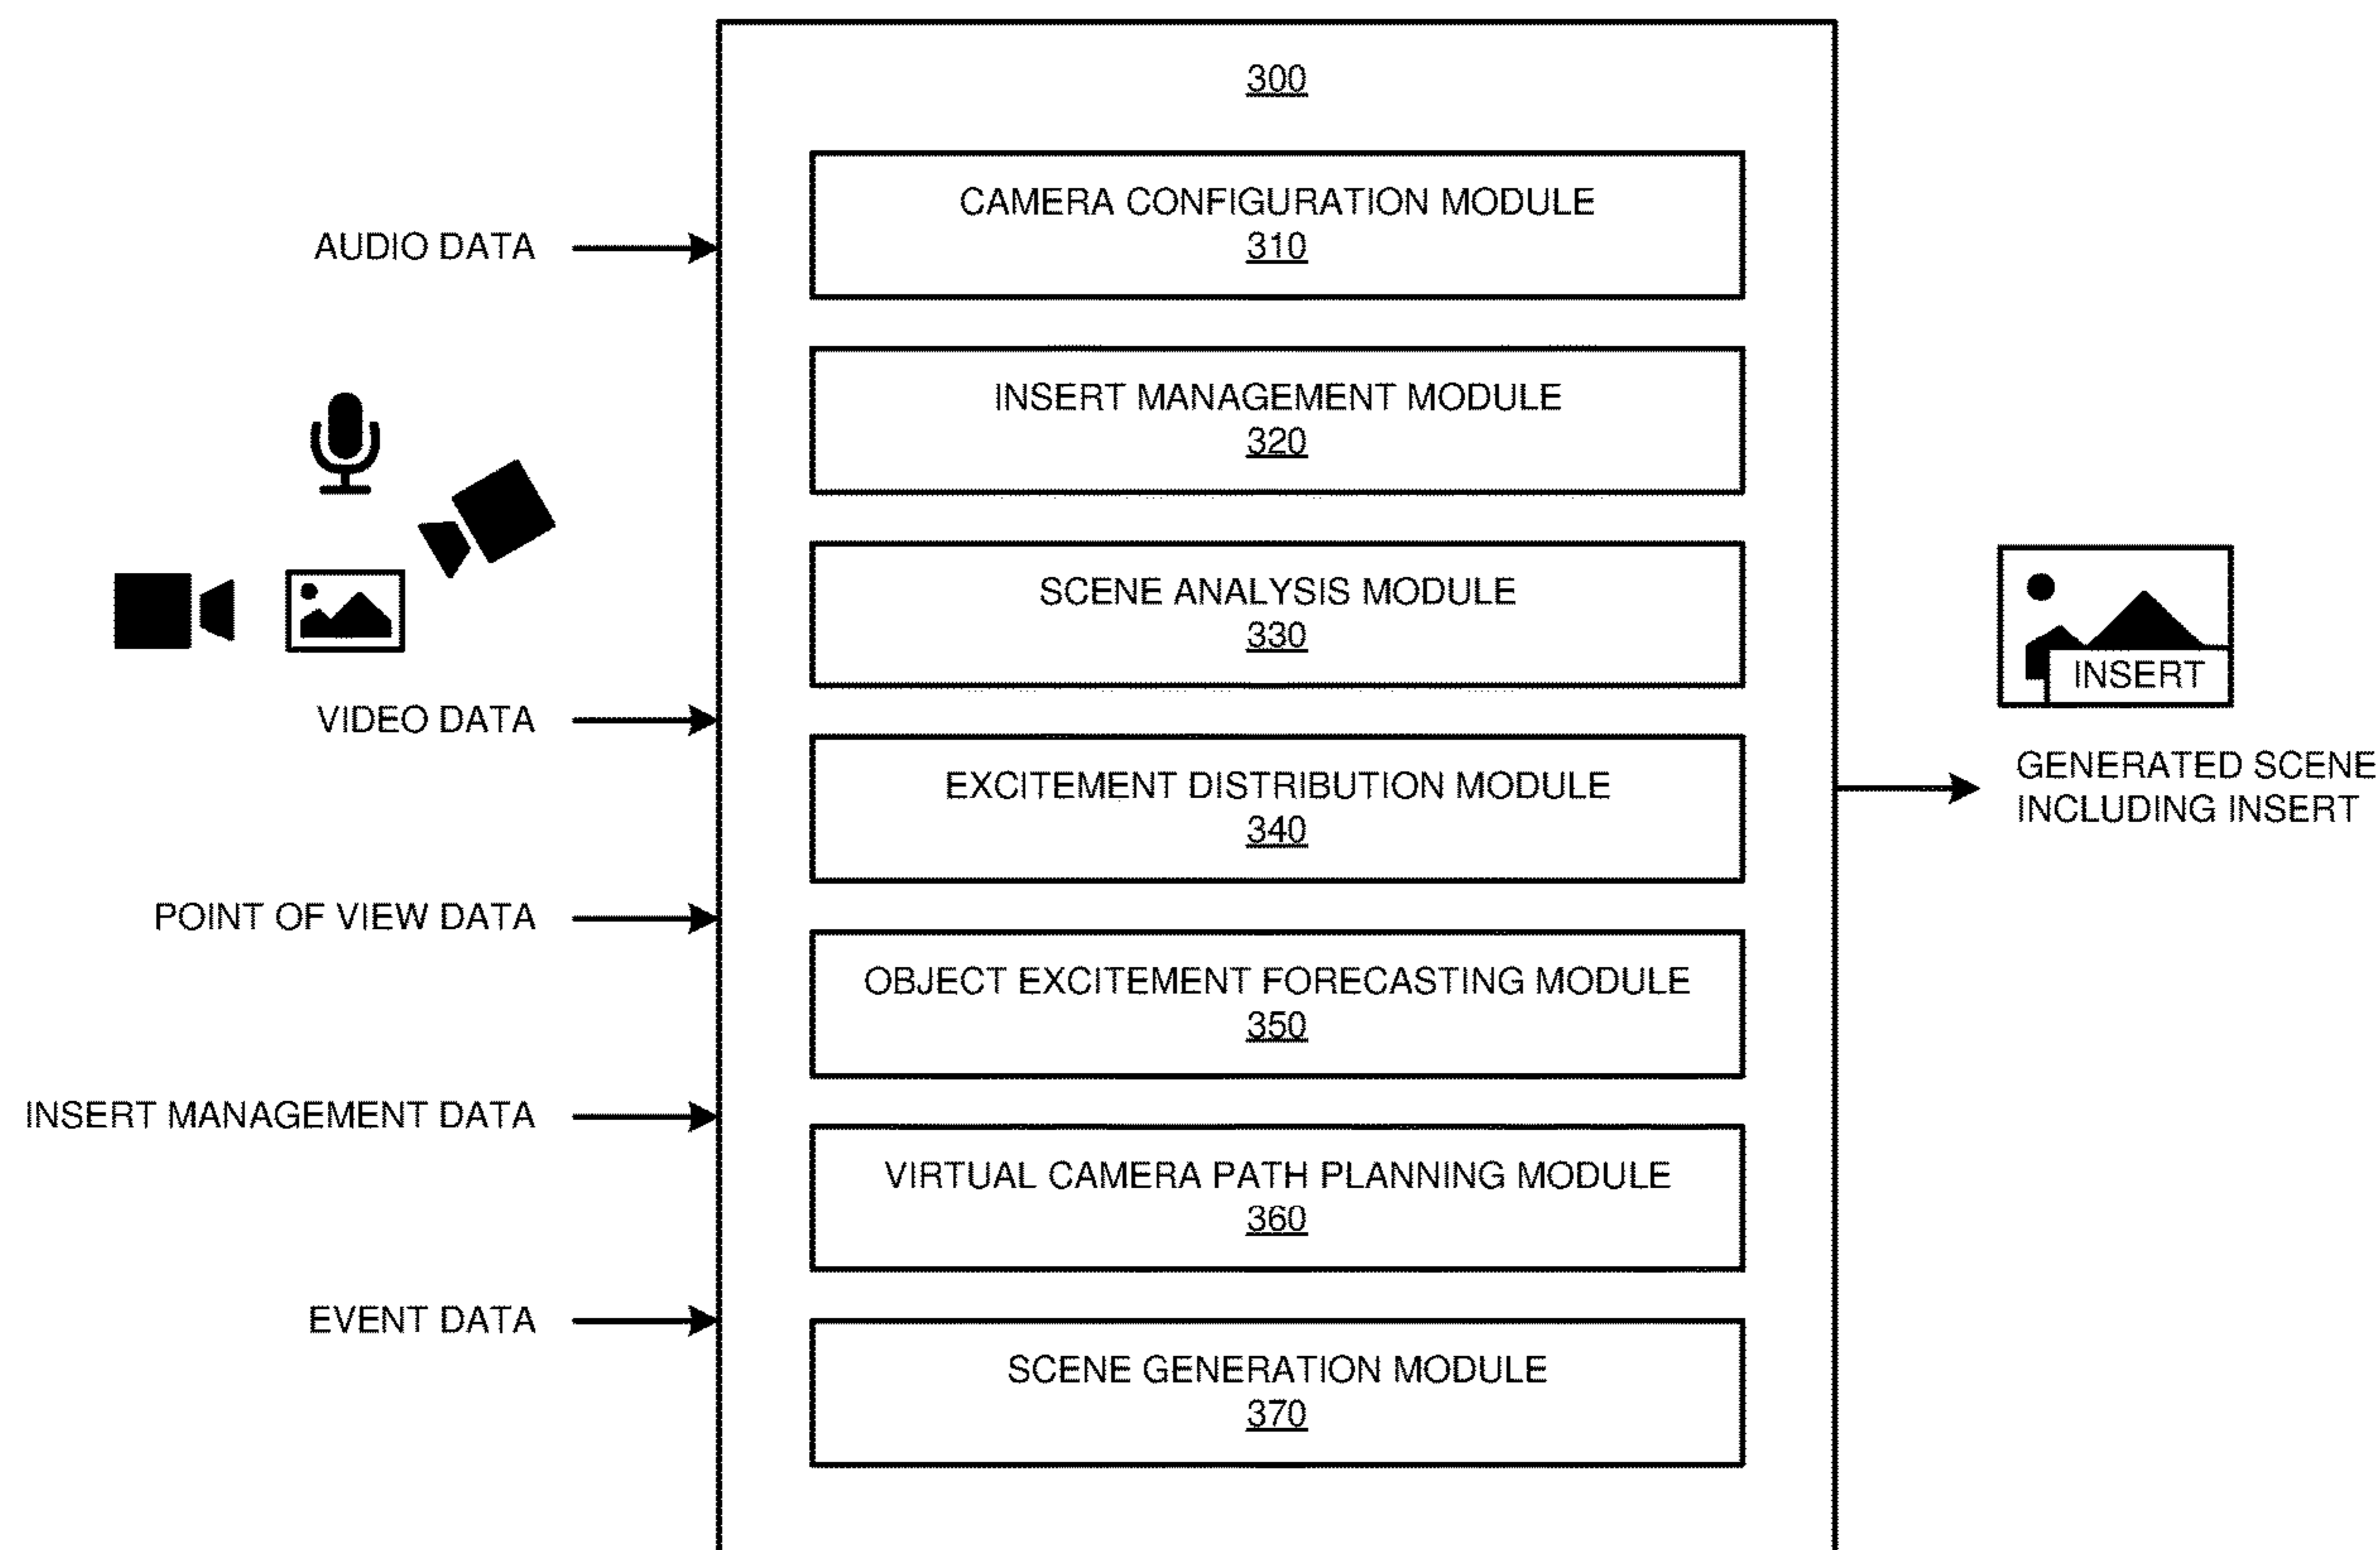 300
CAMERA CONFIGURATION MODULE
310
AUDIO DATA
INSERT MANAGEMENT MODULE
320
SCENE ANALYSIS MODULE
330
VIDEO DATA
EXCITEMENT DISTRIBUTION MODULE
340
POINT OF VIEW DATA
OBJECT EXCITEMENT FORECASTING MODULE
350
INSERT MANAGEMENT DATA
VIRTUAL CAMERA PATH PLANNING MODULE
360
EVENT DATA
SCENE GENERATION MODULE
370
INSERT
GENERATED SCENE
INCLUDING INSERT